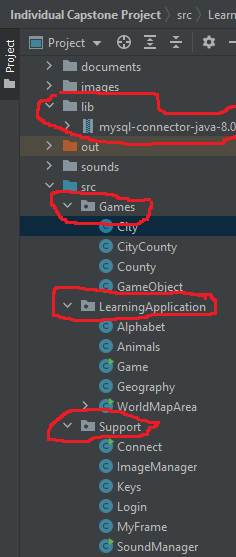 Individual Capstone Project > src > Learn
Project
Project
documents
images
lib
mysql-connector-java-8.0
out
sounds
src
Games
City
CityCounty
County
GameObject
LearningApplication
Alphabet
Animals
Game
Geography
WorldMapArea
Support
Connect
ImageManager
Keys
Login
MyFrame
SoundManager